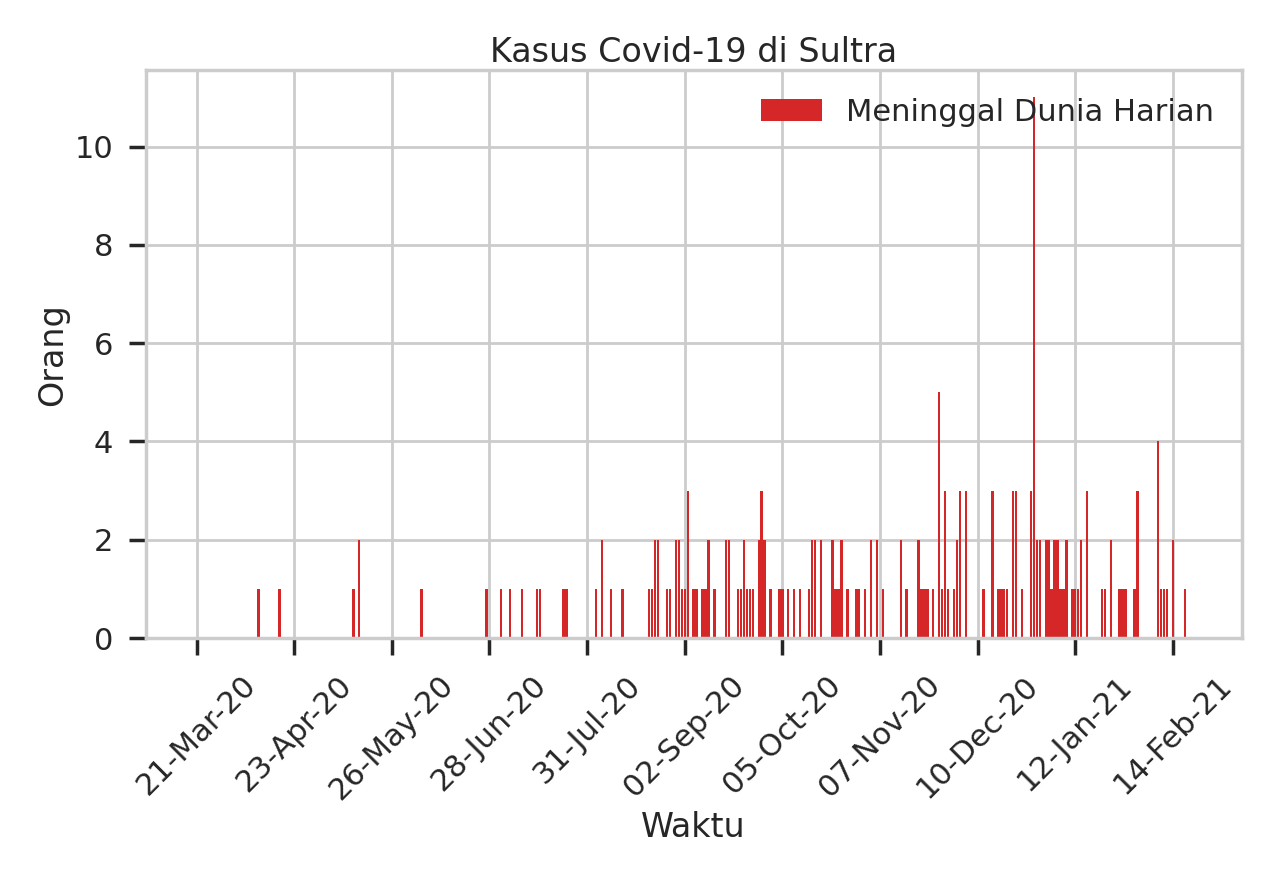 Kasus Covid-19 di Sultra
Meninggal Dunia Harian
10
8
6
4
2
0
Orang
21-Mar-20
23-Apr-20
26-May-20
28-Jun-20
31-Jul-20
02-Sep-20
05-Oct-20
07-Nov-20
10-Dec-20
12-Jan-21
14-Feb-21
Waktu